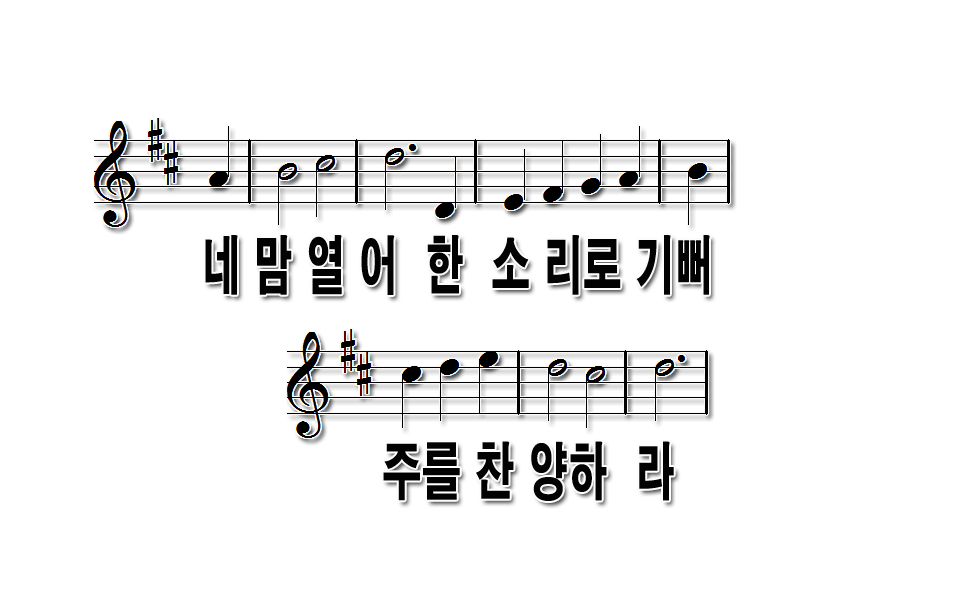 네 맘 열 어 한 소 리로 기뻐
주를 찬 양하 라